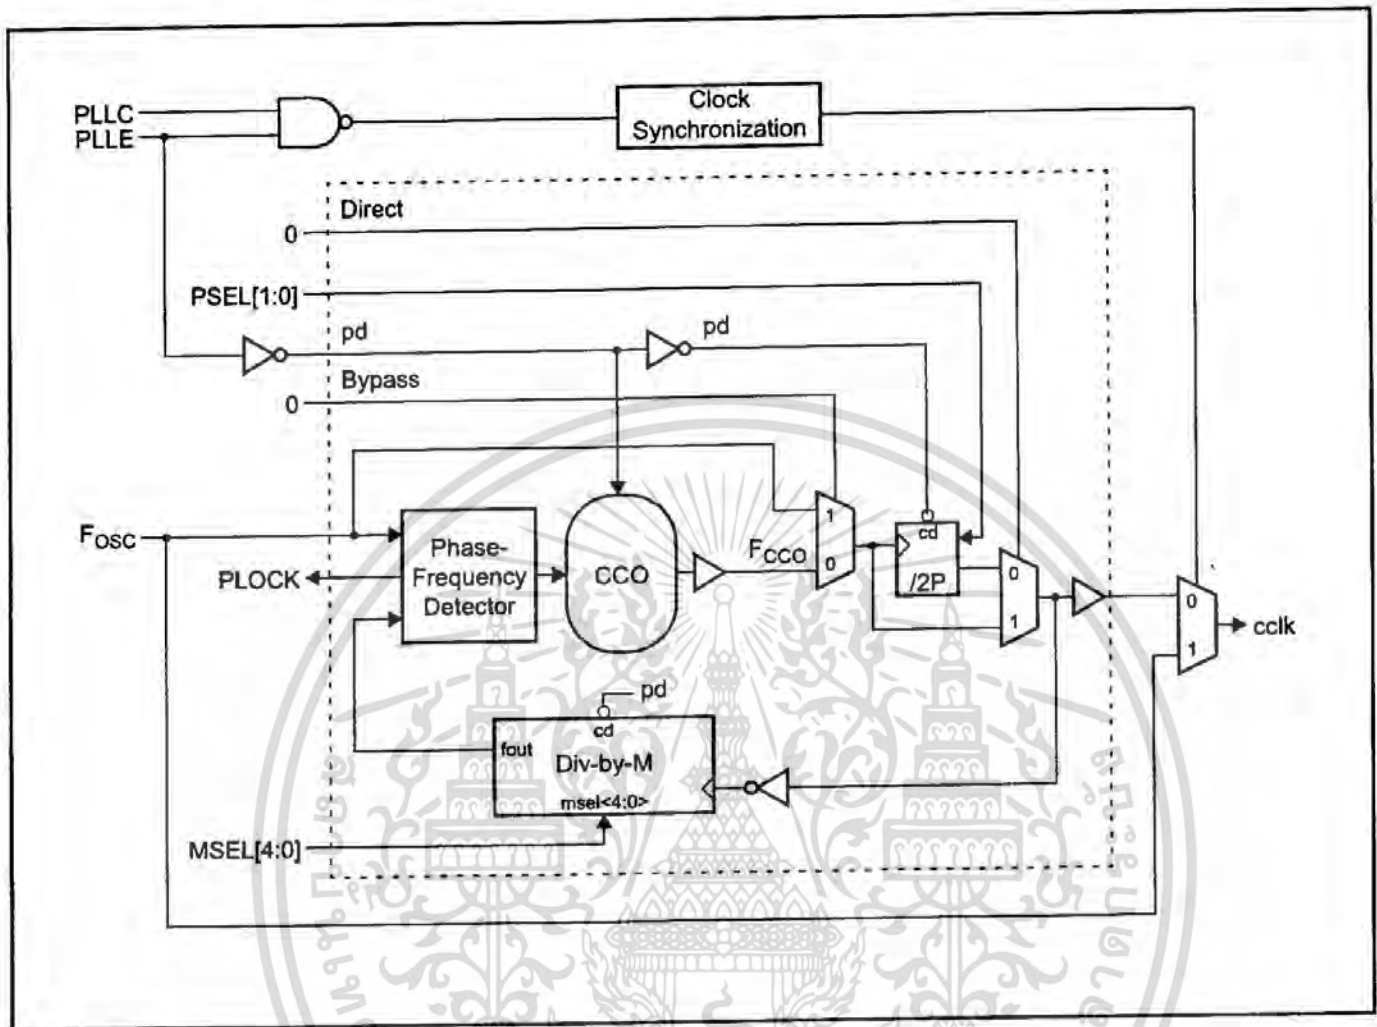 PLLC
PLLE
Clock
Synchronization
Direct
0
PSEL[1:0]
pd
pd
Bypass
0
FOSC
PLOCK
Phase-
Frequency
Detector
CCO
FCCO
1
0
cd
/2P
0
1
0
1
cclk
pd
cd
fout
Div-by-M
msel<4:0>
MSEL[4:0]